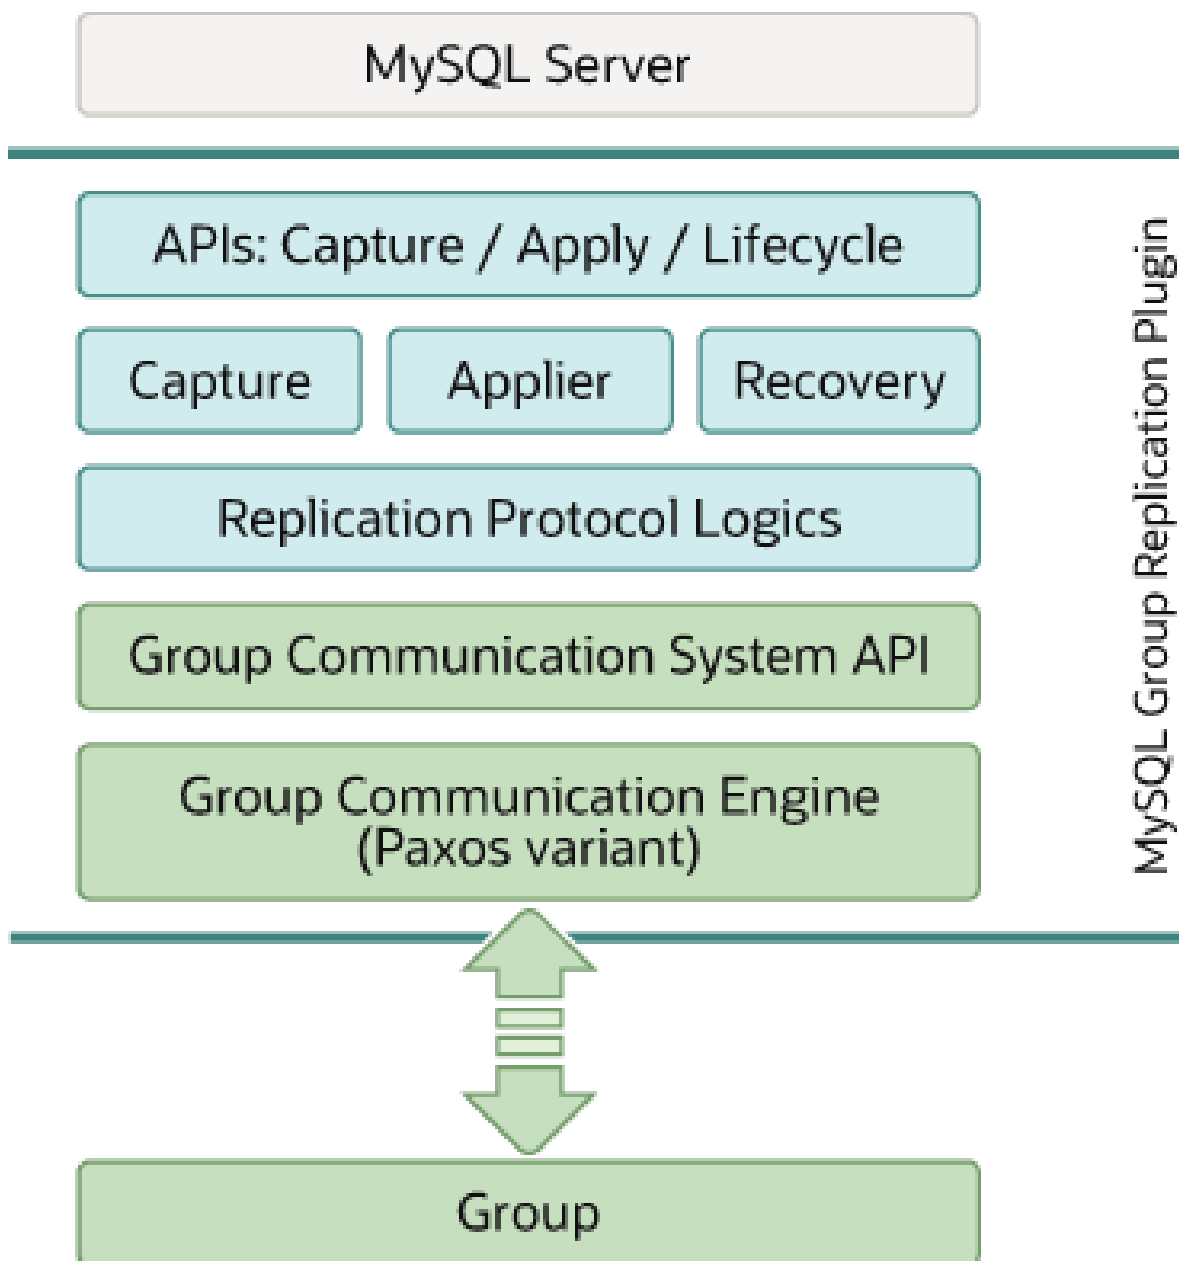 MySQL Server
APIs: Capture / Apply / Lifecycle
Capture
Applier
Recovery
Replication Protocol Logics
Group Communication System API
Group Communication Engine
(Paxos variant)
MySQL Group Replication Plugin
Group